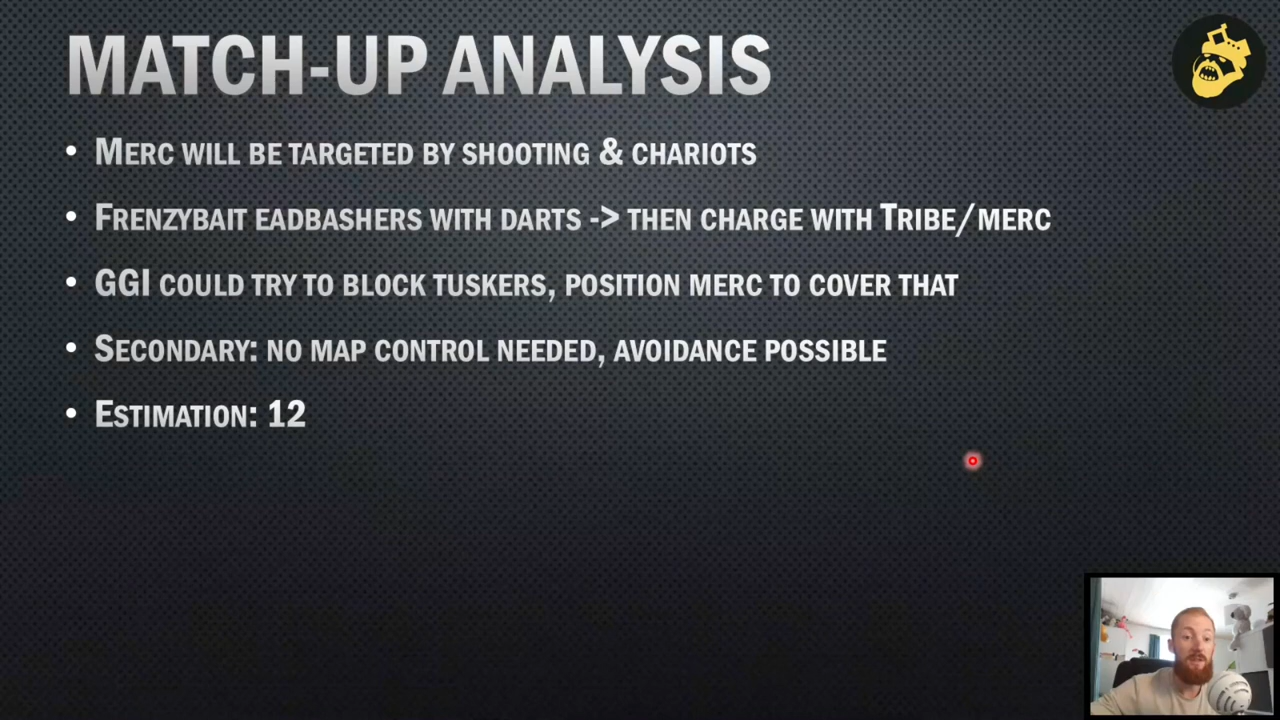 MATCH-UP ANALYSIS
• MERC WILL BE TARGETED BY SHOOTING & CHARIOTS
• FRENZYBAIT EADBASHERS WITH DARTS -> THEN CHARGE WITH TRIBE/MERC
• GGI COULD TRY TO BLOCK TUSKERS, POSITION MERC TO COVER THAT
• SECONDARY: NO MAP CONTROL NEEDED, AVOIDANCE POSSIBLE
• ESTIMATION: 12